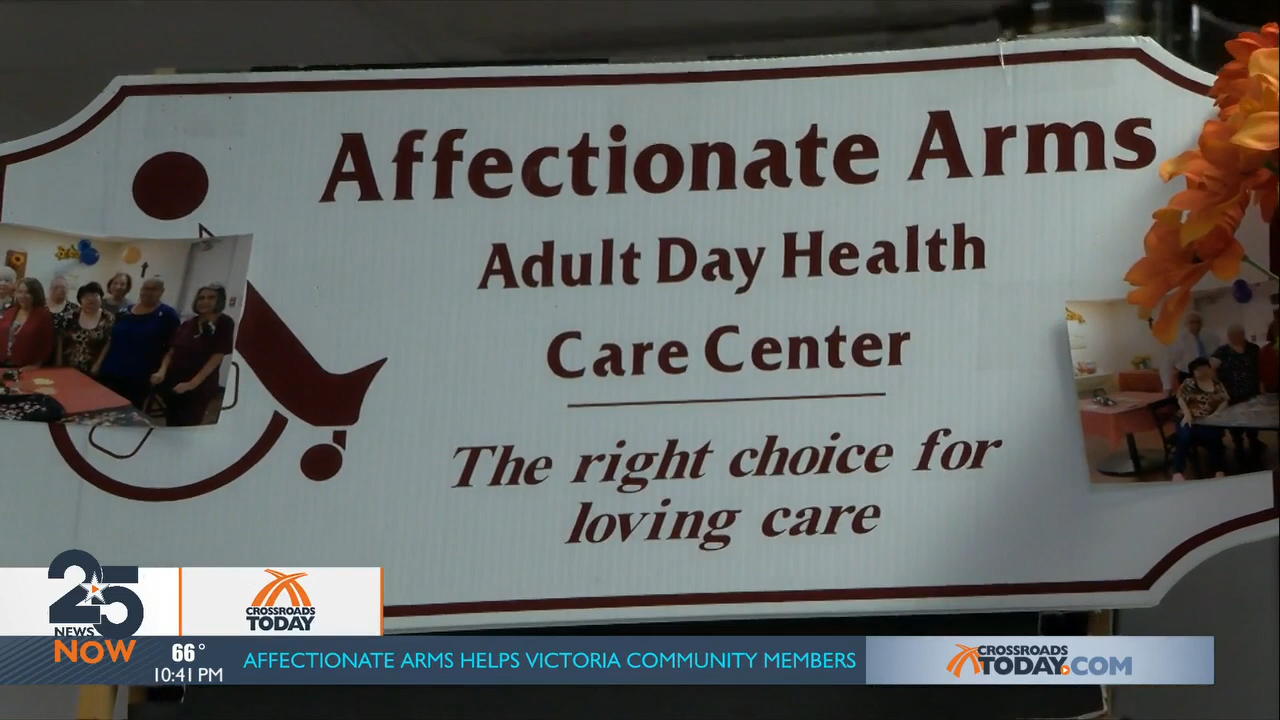 Affectionate Arms
Adult Day Health
Care Center
The right choice for
loving care
25
NEWS
NOW
CROSSROADS
TODAY
66°
10:41 PM
AFFECTIONATE ARMS HELPS VICTORIA COMMUNITY MEMBERS
CROSSROADS
TODAY.COM